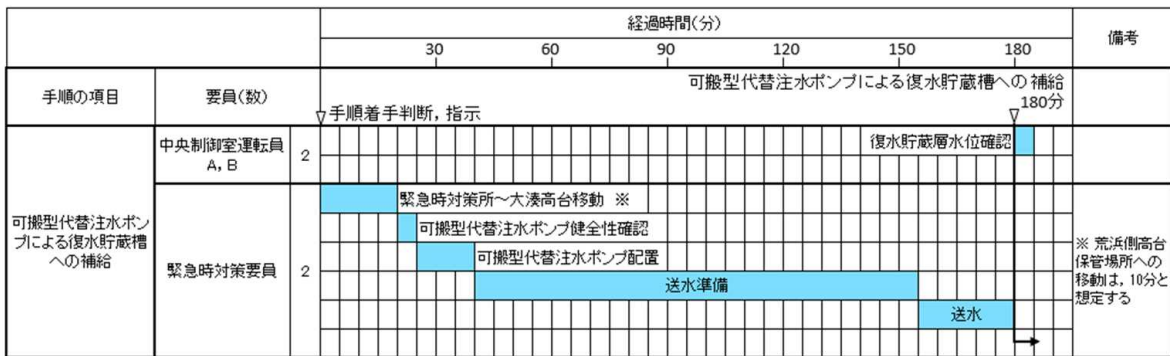 経過時間(分)
備考
30 60 90 120 150 180
手順の項目
要員(数)
可搬型代替注水ポンプによる復水貯蔵槽への補給
180分
▽手順着手判断，指示
▽
可搬型代替注水ポン
プによる復水貯蔵槽
への補給
中央制御室運転員
A，B
2
復水貯蔵層水位確認
緊急時対策要員
2
緊急時対策所～大湊高台移動 ※
可搬型代替注水ポンプ健全性確認
可搬型代替注水ポンプ配置
送水準備
送水
※ 荒浜側高台
保管場所への
移動は，10分と
想定する